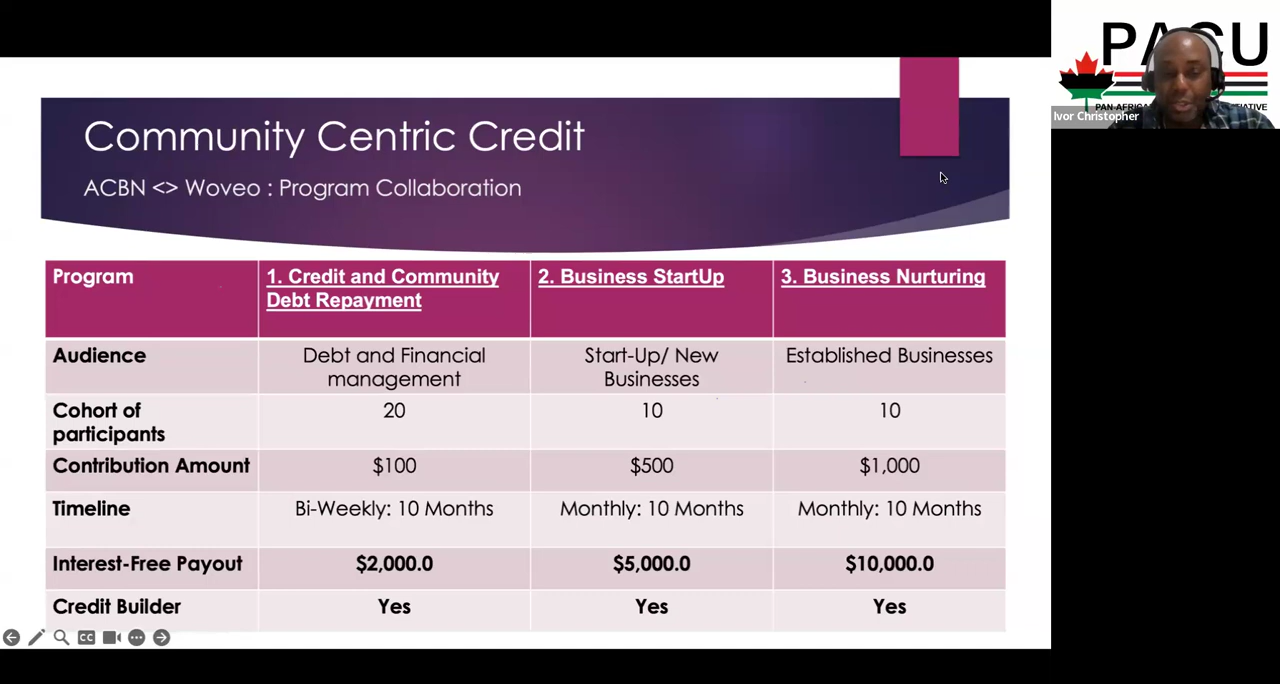 Community Centric Credit
ACBN <> Woveo : Program Collaboration
Program
1. Credit and Community
Debt Repayment
2. Business StartUp
3. Business Nurturing
Audience
Debt and Financial
management
Start-Up/ New
Businesses
Established Businesses
Cohort of
participants
20
10
10
Contribution Amount
$100
$500
$1,000
Timeline
Bi-Weekly: 10 Months
Monthly: 10 Months
Monthly: 10 Months
Interest-Free Payout
$2,000.0
$5,000.0
$10,000.0
Credit Builder
Yes
Yes
Yes
CC
Ivor Christopher